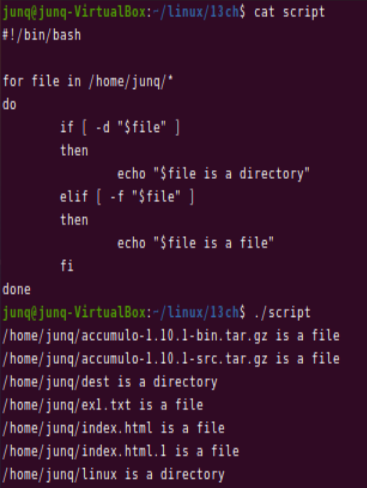 junq@junq-VirtualBox:~/linux/13ch$ cat script
#!/bin/bash

for file in /home/junq/*
do
        if [ -d "$file" ]
        then
                echo "$file is a directory"
        elif [ -f "$file" ]
        then
                echo "$file is a file"
        fi
done
junq@junq-VirtualBox:~/linux/13ch$ ./script
/home/junq/accumulo-1.10.1-bin.tar.gz is a file
/home/junq/accumulo-1.10.1-src.tar.gz is a file
/home/junq/dest is a directory
/home/junq/ex1.txt is a file
/home/junq/index.html is a file
/home/junq/index.html.1 is a file
/home/junq/linux is a directory